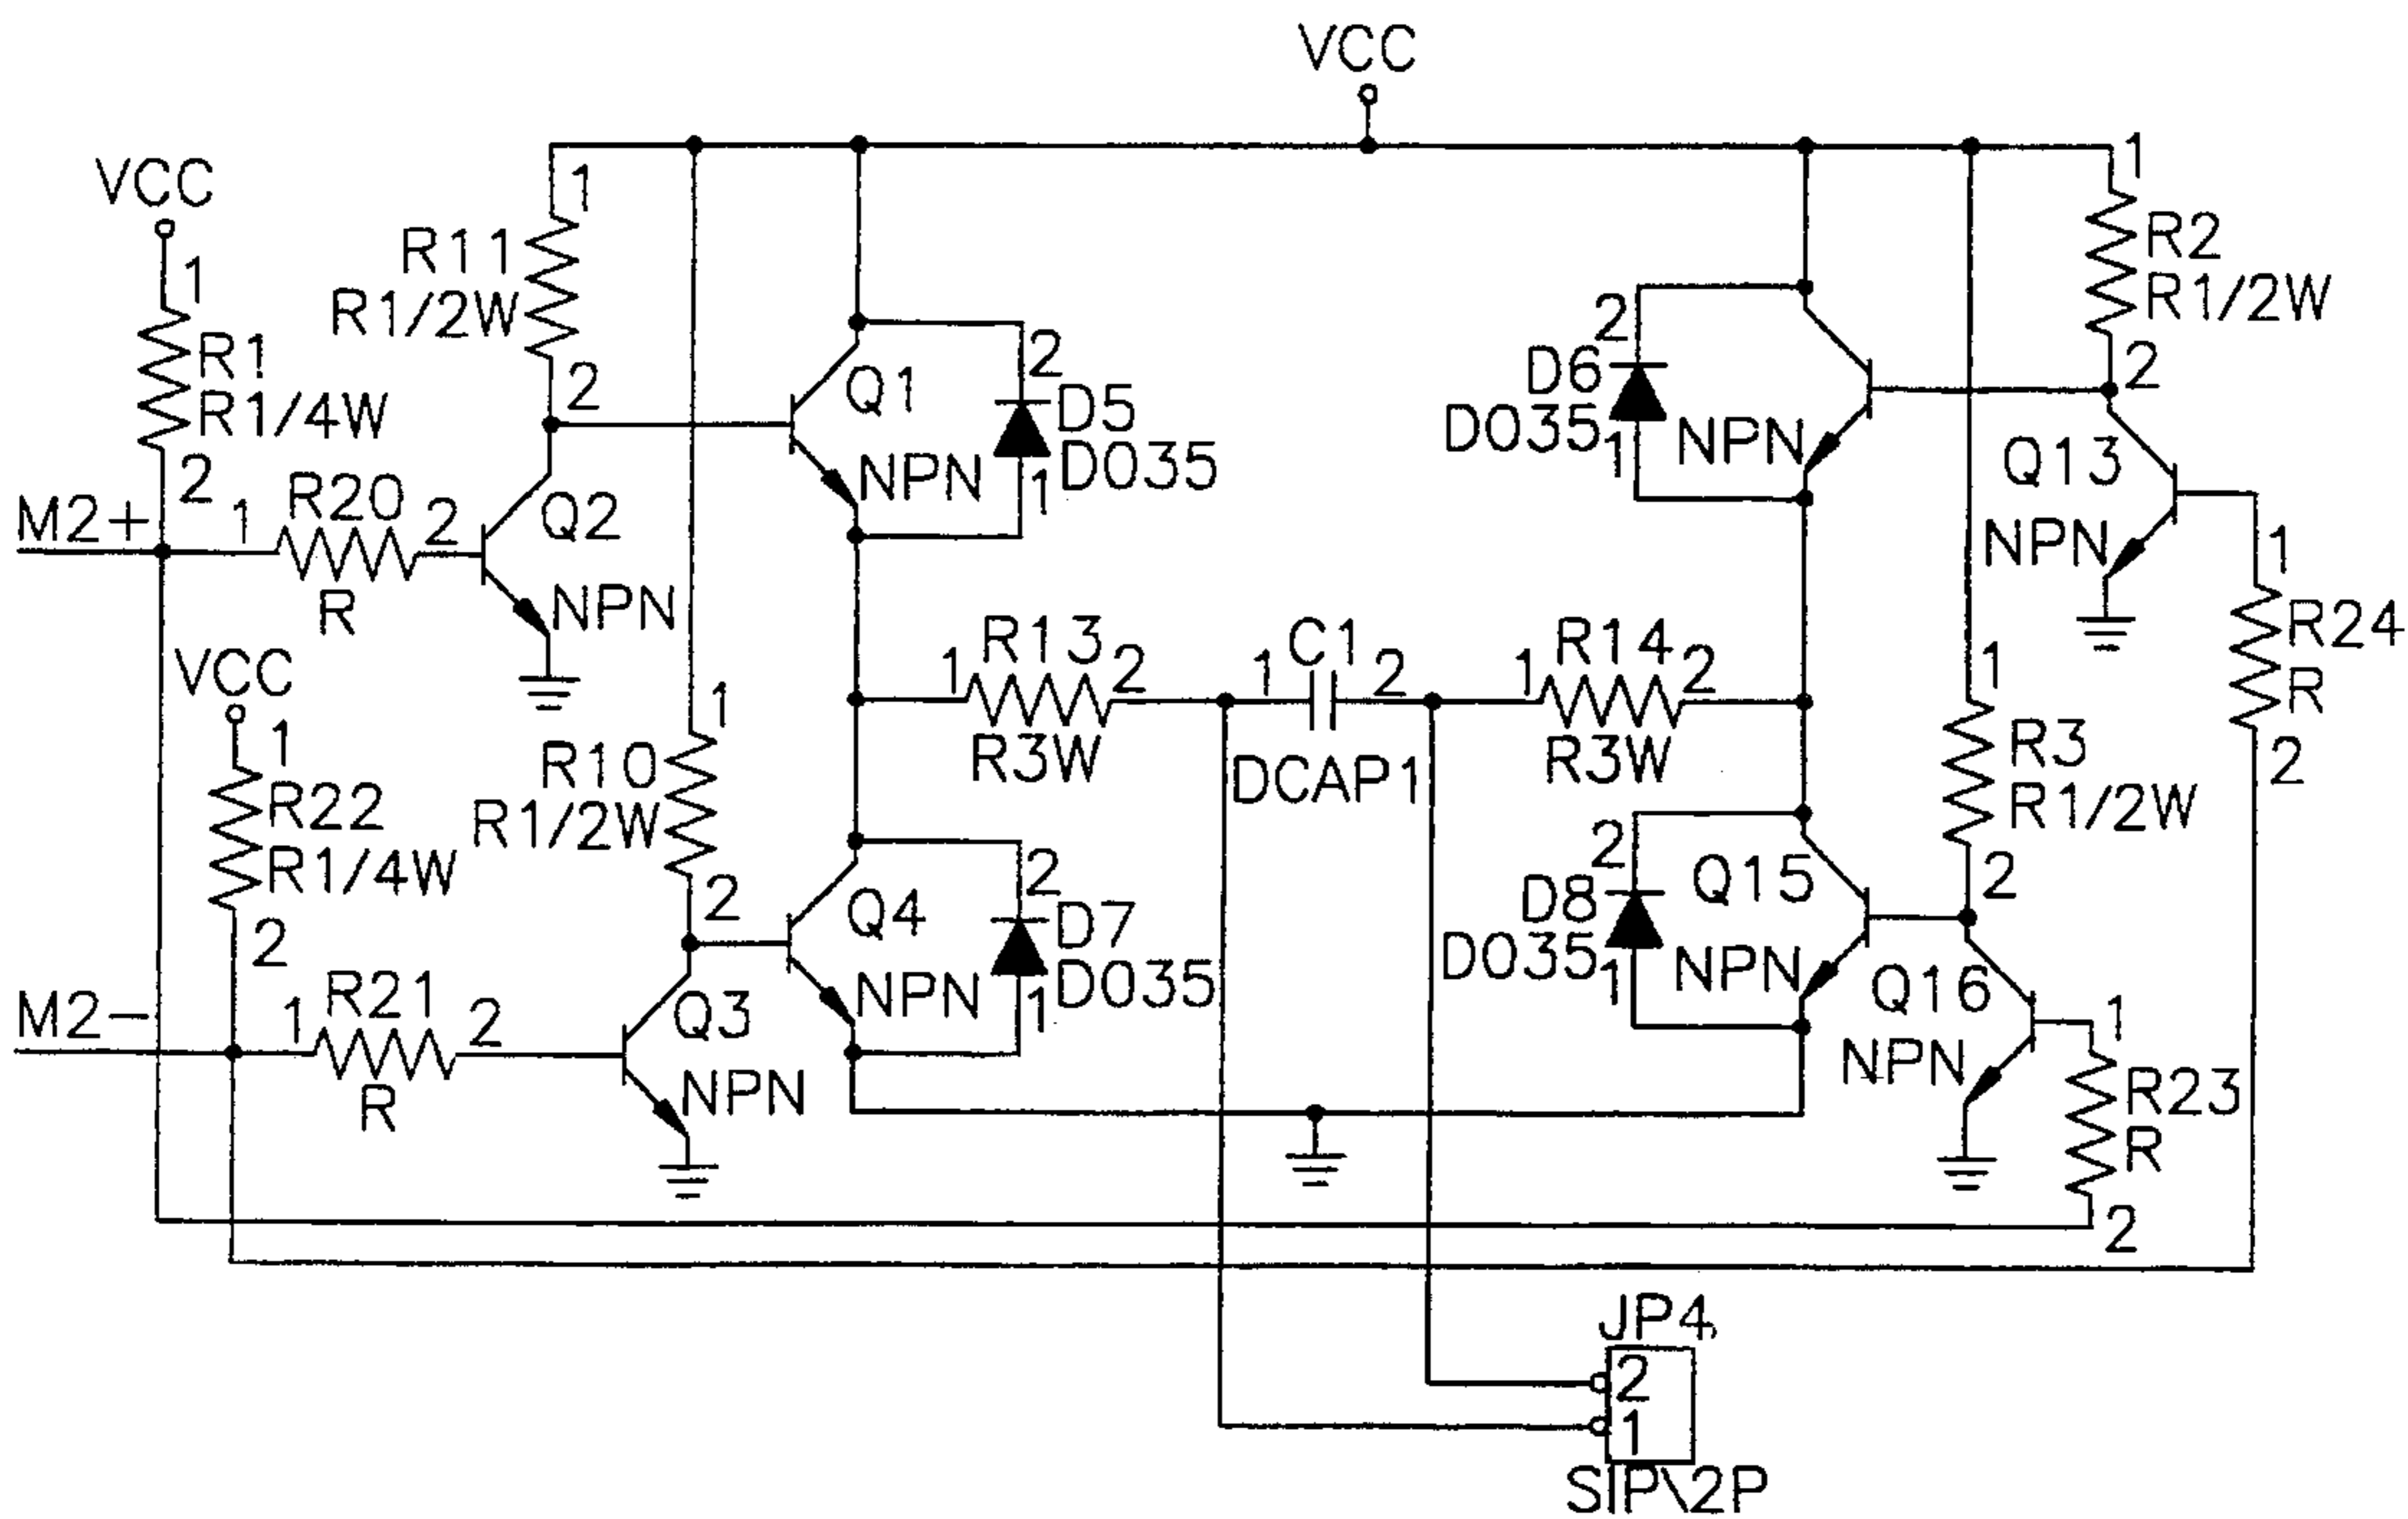 VCC
VCC
1
1
1
R11
R1/2W
R1
R1/4W
2
2
R2
R1/2W
2
Q1
2
D5
DO35
1
NPN
2
D6
DO35
1
NPN
Q13
NPN
M2+
1
R20
2
R
Q2
NPN
1
R24
R
2
VCC
1
R22
R1/4W
2
1
R10
R1/2W
2
1
R13
2
R3W
1
C1
2
DCAP1
1
R14
2
R3W
1
R3
R1/2W
2
Q4
NPN
2
D7
DO35
1
2
D8
DO35
1
Q15
NPN
Q16
NPN
M2-
1
R21
2
R
Q3
NPN
1
R23
R
2
JP4
2
1
SIP\2P